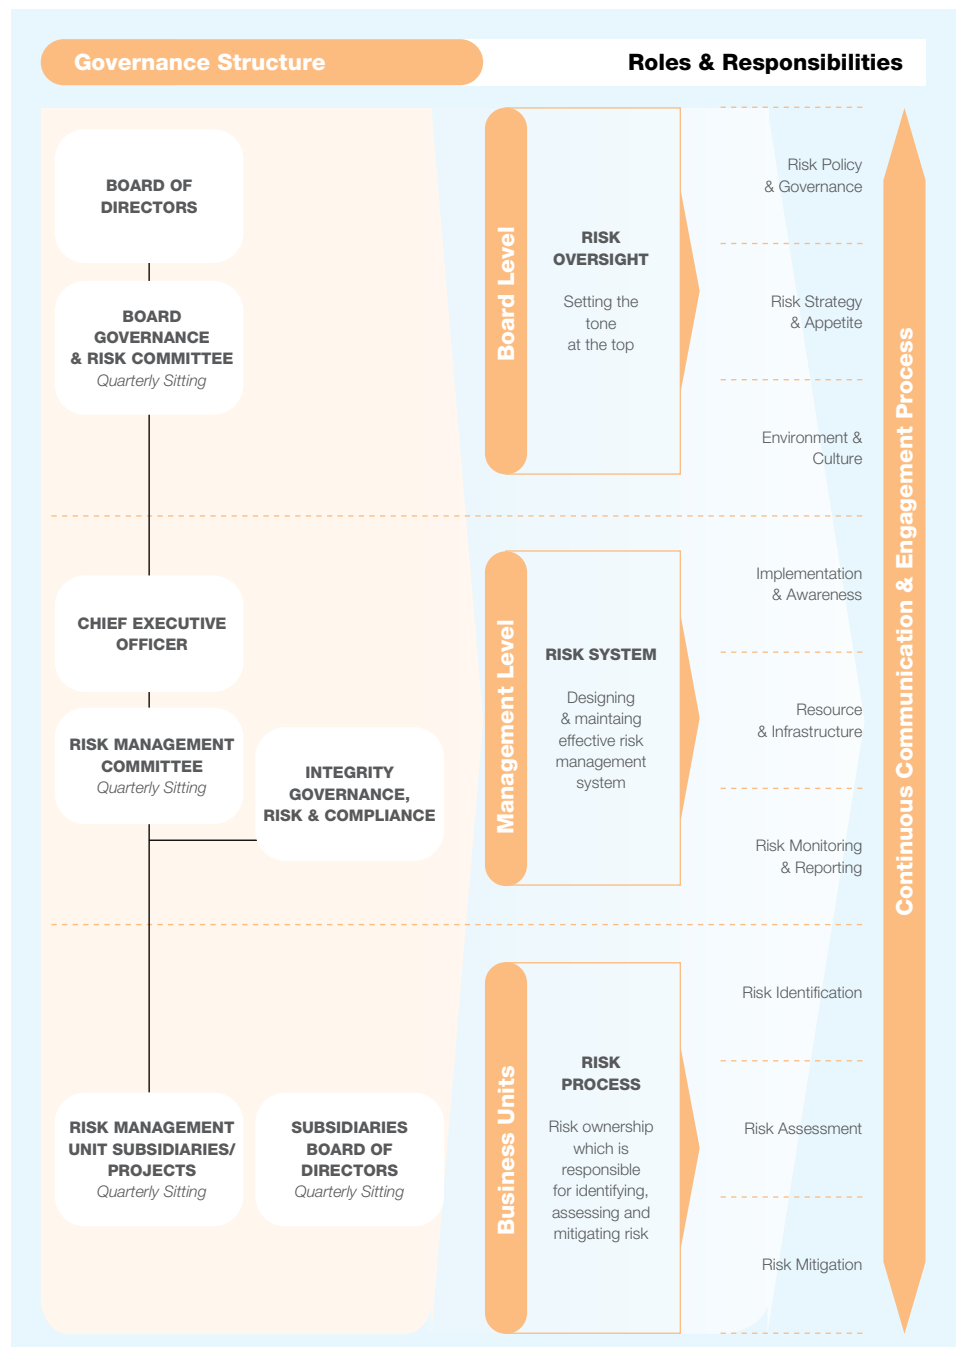 Governance Structure
Roles & Responsibilities
BOARD OF
DIRECTORS
BOARD
GOVERNANCE
& RISK COMMITTEE
Quarterly Sitting
Board Level
RISK
OVERSIGHT
Setting the
tone
at the top
Risk Policy
& Governance
Risk Strategy
& Appetite
Environment &
Culture
CHIEF EXECUTIVE
OFFICER
RISK MANAGEMENT
COMMITTEE
Quarterly Sitting
INTEGRITY
GOVERNANCE,
RISK & COMPLIANCE
Management Level
RISK SYSTEM
Designing
& maintaing
effective risk
management
system
Implementation
& Awareness
Resource
& Infrastructure
Risk Monitoring
& Reporting
RISK MANAGEMENT
UNIT SUBSIDIARIES/
PROJECTS
Quarterly Sitting
SUBSIDIARIES
BOARD OF
DIRECTORS
Quarterly Sitting
Business Units
RISK
PROCESS
Risk ownership
which is
responsible
for identifying,
assessing and
mitigating risk
Risk Identification
Risk Assessment
Risk Mitigation
Continuous Communication & Engagement Process